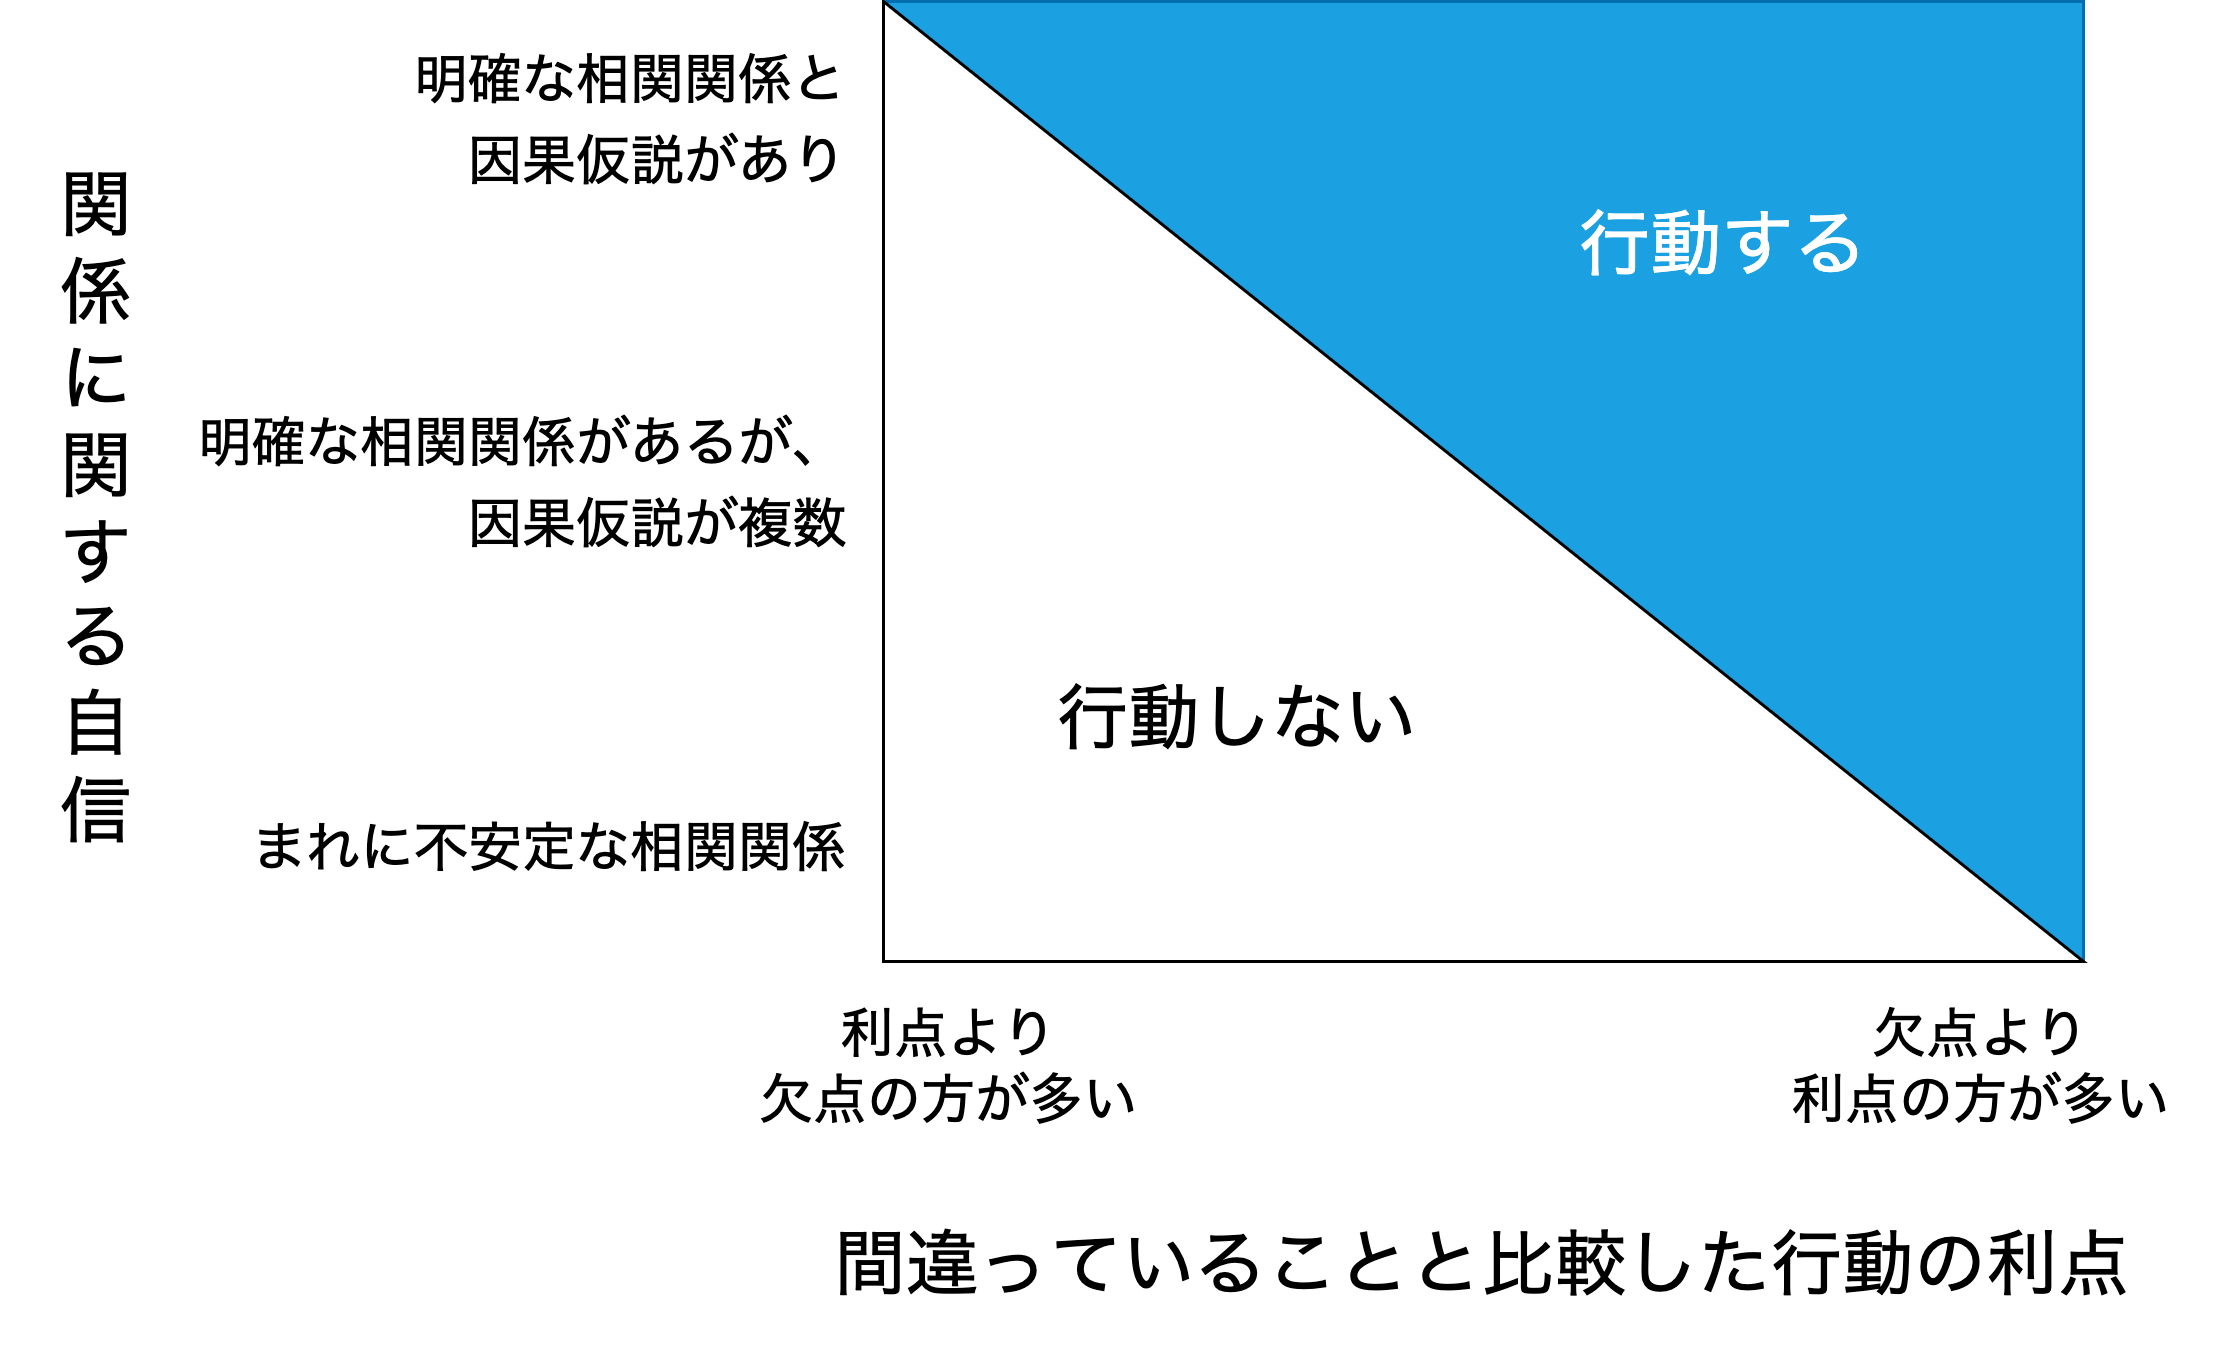 関係に関する自信
明確な相関関係と
因果仮説があり
明確な相関関係があるが、
因果仮説が複数
まれに不安定な相関関係
行動する
行動しない
利点より
欠点の方が多い
欠点より
利点の方が多い
間違っていることと比較した行動の利点